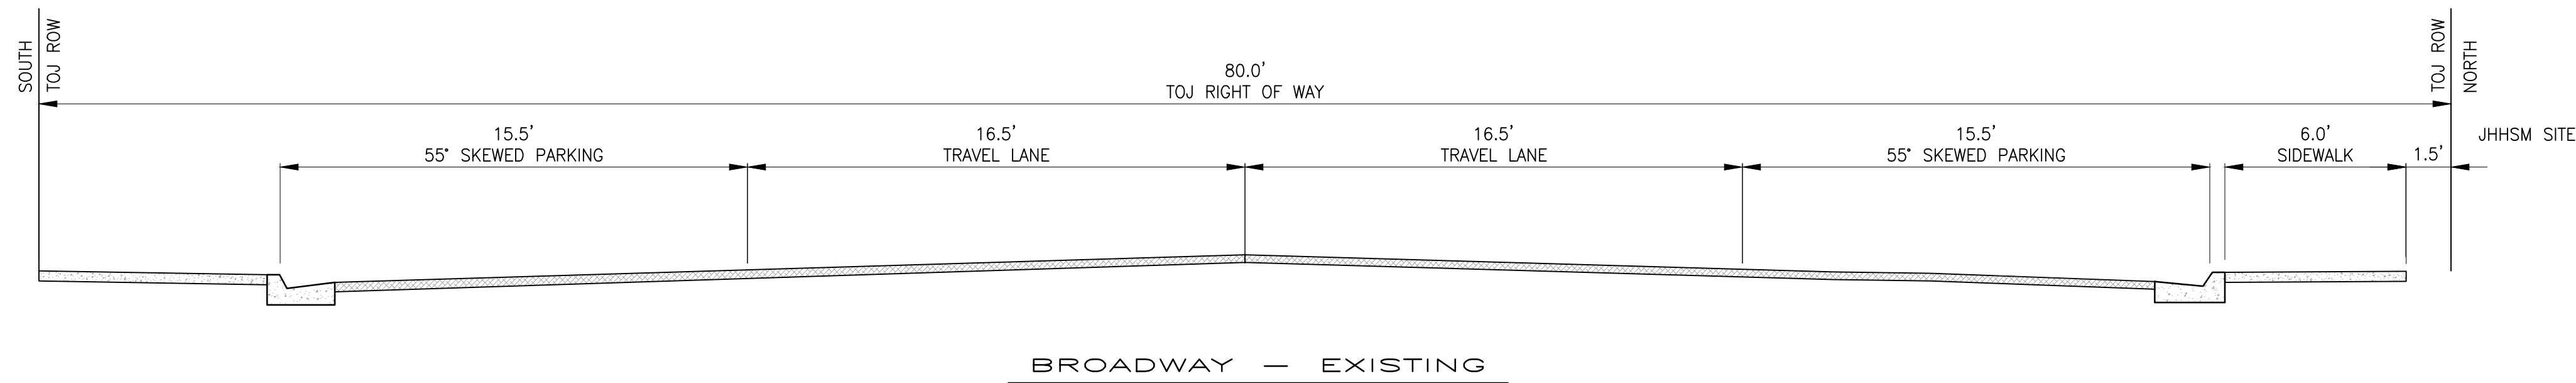 SOUTH
TOJ ROW
80.0'
TOJ RIGHT OF WAY
TOJ ROW
NORTH
15.5'
55° SKEWED PARKING
16.5'
TRAVEL LANE
16.5'
TRAVEL LANE
15.5'
55° SKEWED PARKING
6.0'
SIDEWALK
1.5'
JHHSM SITE
BROADWAY — EXISTING